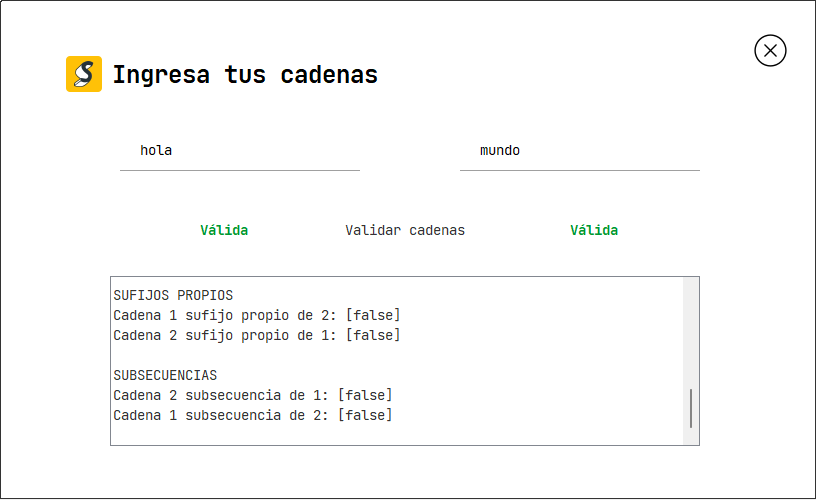 Ingresa tus cadenas
hola
mundo
Válida
Validar cadenas
Válida
SUFIJOS PROPIOS
Cadena 1 sufijo propio de 2: [false]
Cadena 2 sufijo propio de 1: [false]
SUBSECUENCIAS
Cadena 2 subsecuencia de 1: [false]
Cadena 1 subsecuencia de 2: [false]